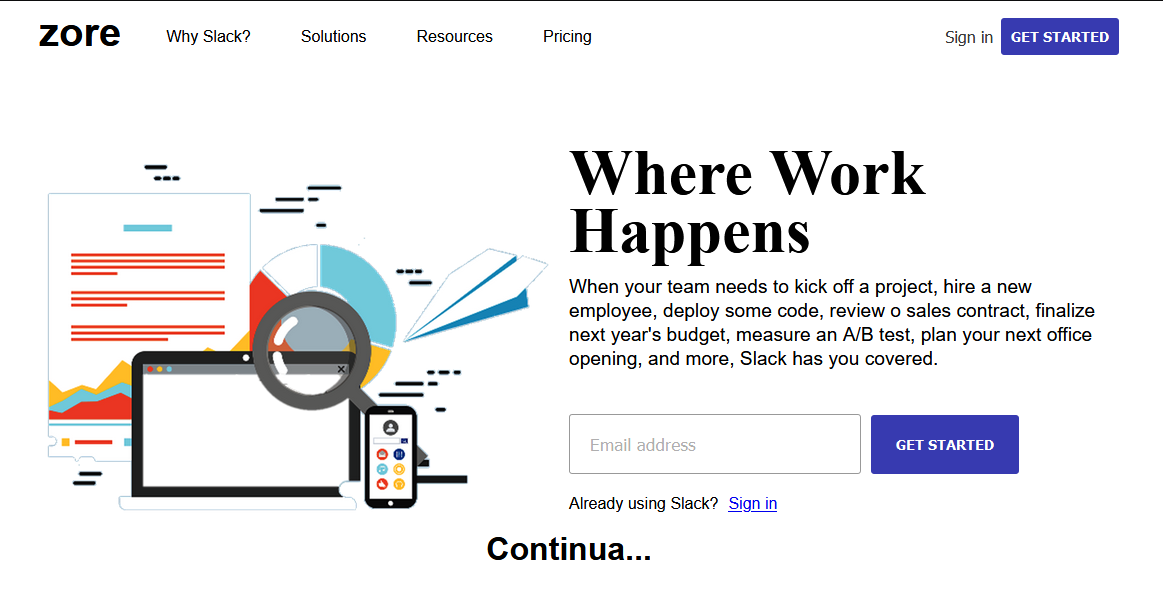 zore
Why Slack?
Solutions
Resources
Pricing
Sign in
GET STARTED
Where Work
Happens
When your team needs to kick off a project, hire a new
employee, deploy some code, review o sales contract, finalize
next year's budget, measure an A/B test, plan your next office
opening, and more, Slack has you covered.
Email address
GET STARTED
Already using Slack? Sign in
Continua...